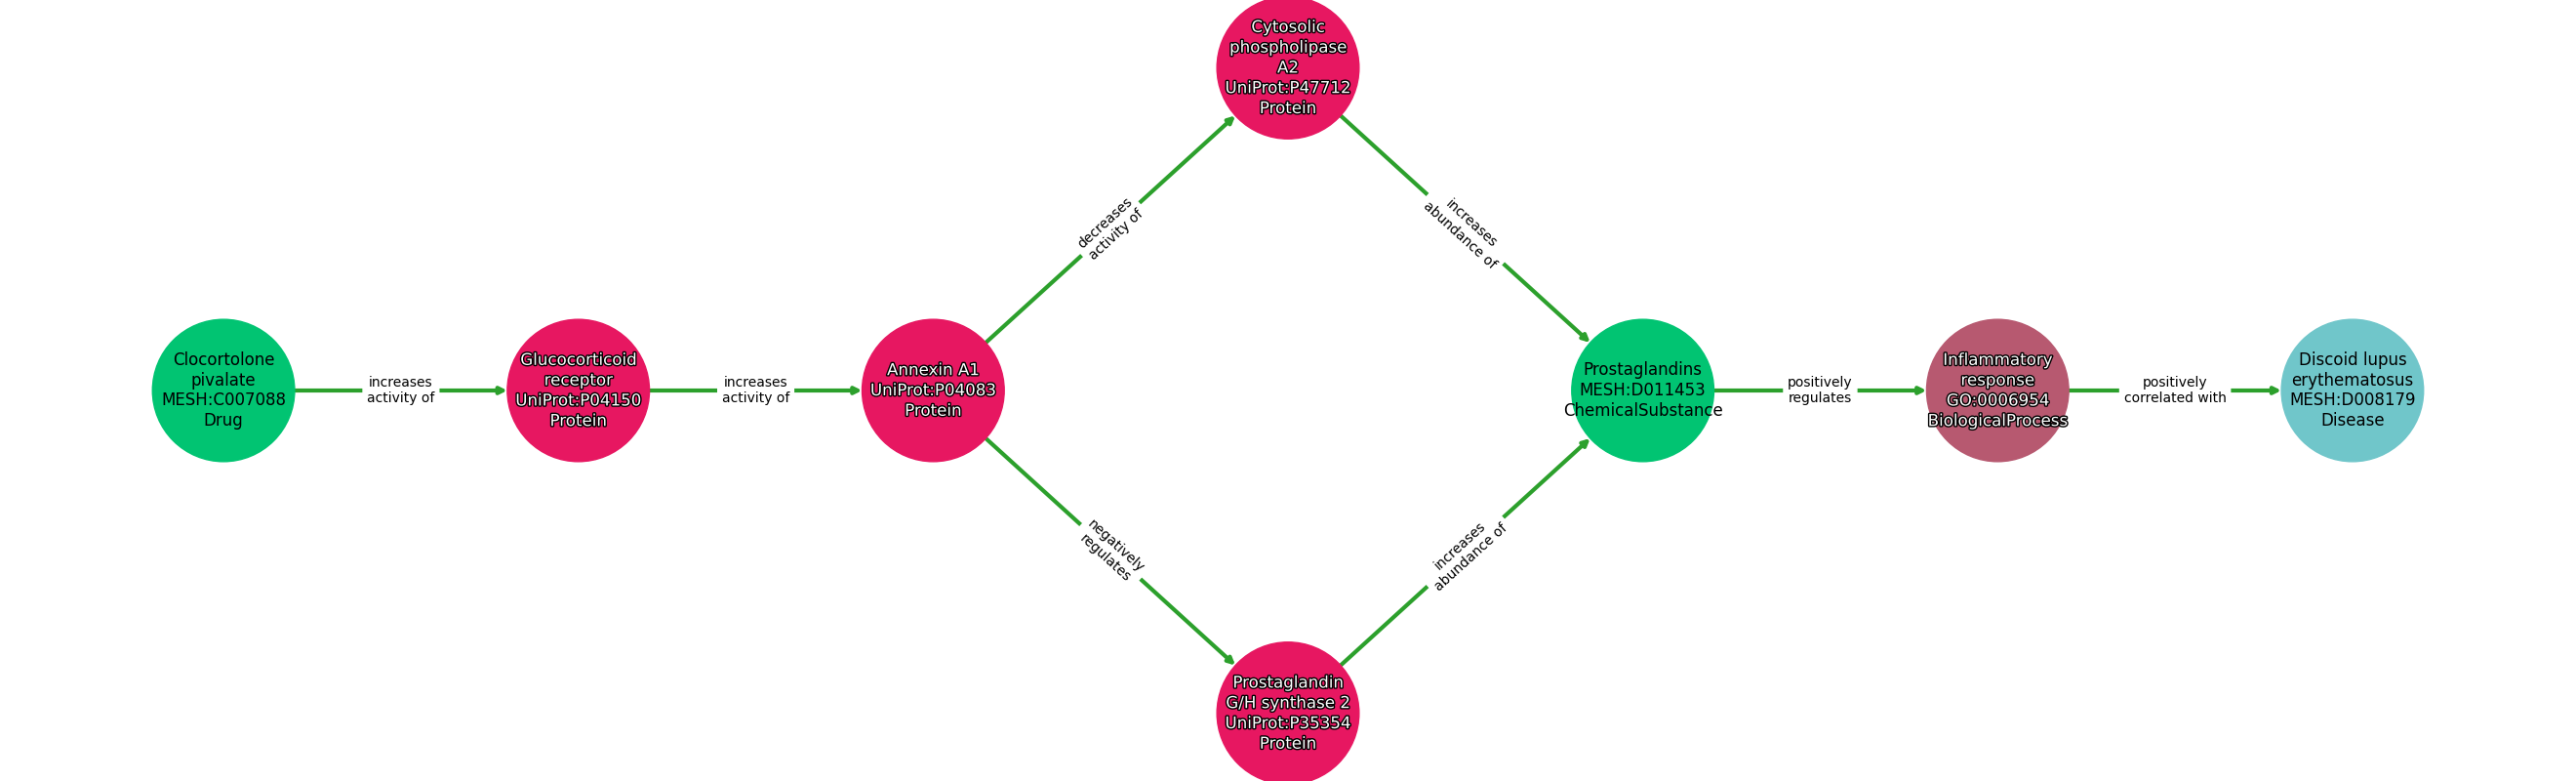 Cytosolic
phospholipase
A2
UniProt:P47712
Protein
decreases
activity of
increases
abundance of
Clocortolone
pivalate
MESH:C007088
Drug
increases
activity of
Glucocorticoid
receptor
UniProt:P04150
Protein
increases
activity of
Annexin A1
UniProt:P04083
Protein
Prostaglandins
MESH:D011453
ChemicalSubstance
positively
regulates
Inflammatory
response
GO:0006954
BiologicalProcess
positively
correlated with
Discoid lupus
erythematosus
MESH:D008179
Disease
negatively
regulates
increases
abundance of
Prostaglandin
G/H synthase 2
UniProt:P35354
Protein